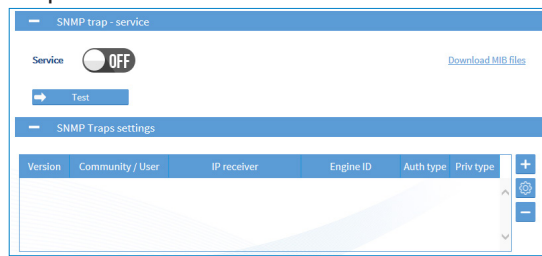 SNMP trap - service
Service OFF Download MIB files
Test
SNMP Traps settings
Version Community / User IP receiver Engine ID Auth type Priv type